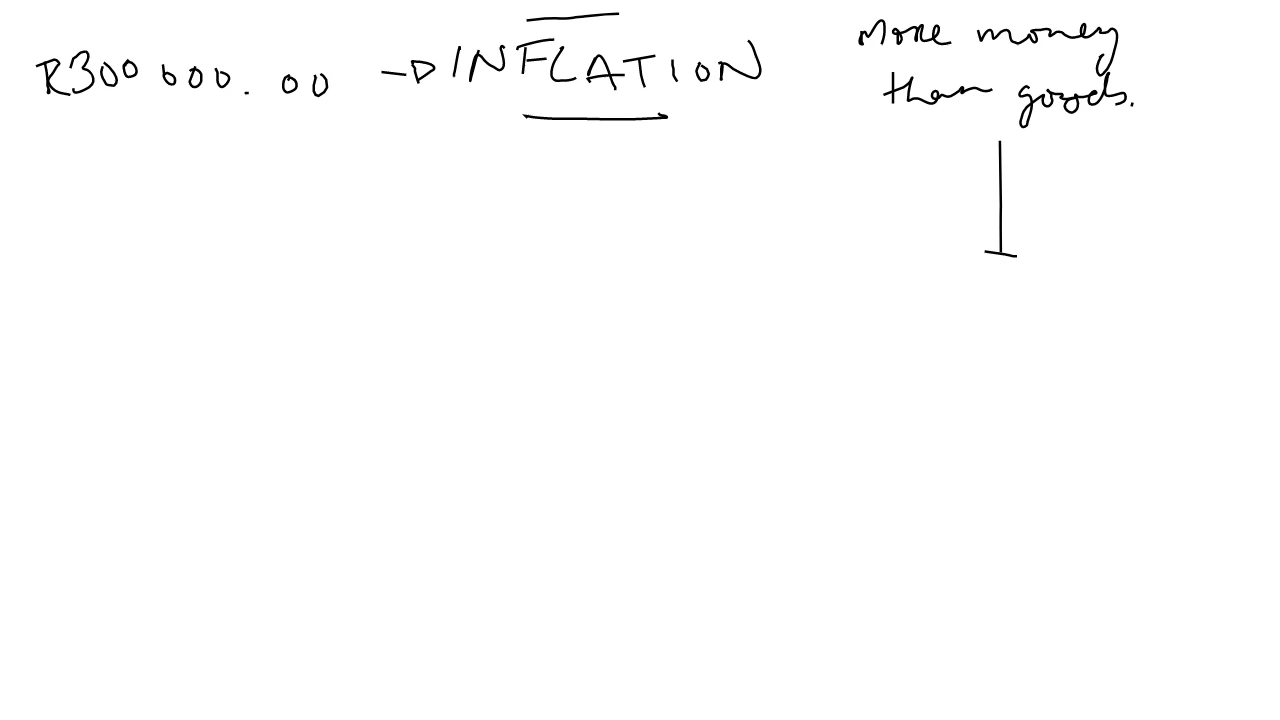 R300 000.00 → INFLATION
More money
than goods.